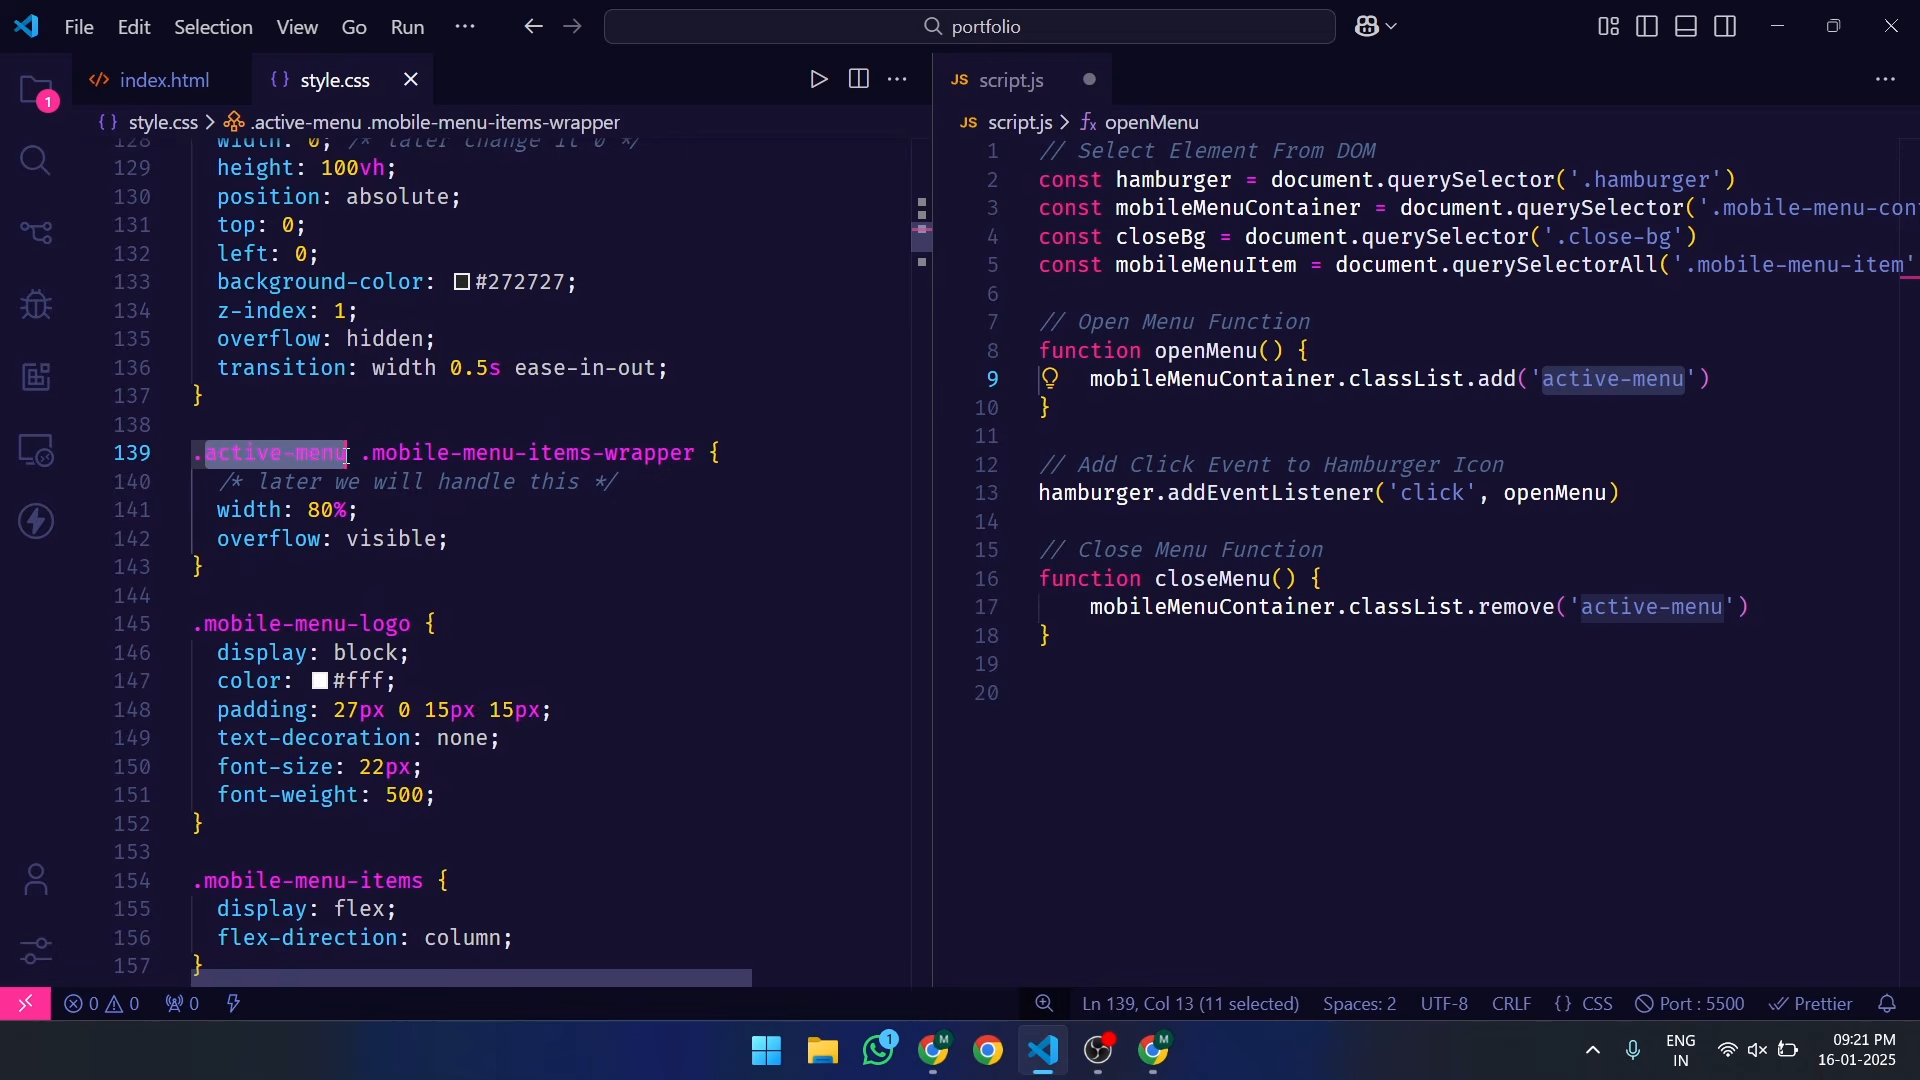 File Edit Selection View Go Run ··· portfolio
index.html
style.css
JS script.js
style.css > .active-menu .mobile-menu-items-wrapper
JS script.js > openMenu
128 width: 0; /* later change it 0 */
129 height: 100vh;
130 position: absolute;
131 top: 0;
132 left: 0;
133 background-color: #272727;
134 z-index: 1;
135 overflow: hidden;
136 transition: width 0.5s ease-in-out;
137 }
138
139 .active-menu .mobile-menu-items-wrapper {
140 /* later we will handle this */
141 width: 80%;
142 overflow: visible;
143 }
144
145 .mobile-menu-logo {
146 display: block;
147 color: #fff;
148 padding: 27px 0 15px 15px;
149 text-decoration: none;
150 font-size: 22px;
151 font-weight: 500;
152 }
153
154 .mobile-menu-items {
155 display: flex;
156 flex-direction: column;
157 }
1 // Select Element From DOM
2 const hamburger = document.querySelector('.hamburger')
3 const mobileMenuContainer = document.querySelector('.mobile-menu-con
4 const closeBg = document.querySelector('.close-bg')
5 const mobileMenuItem = document.querySelectorAll('.mobile-menu-item'
6
7 // Open Menu Function
8 function openMenu() {
9 mobileMenuContainer.classList.add('active-menu')
10 }
11
12 // Add Click Event to Hamburger Icon
13 hamburger.addEventListener('click', openMenu)
14
15 // Close Menu Function
16 function closeMenu() {
17 mobileMenuContainer.classList.remove('active-menu')
18 }
19
20
1
0 0 0 Ln 139, Col 13 (11 selected) Spaces: 2 UTF-8 CRLF {} CSS Port : 5500 Prettier
1 M M ENG 09:21 PM
IN 16-01-2025